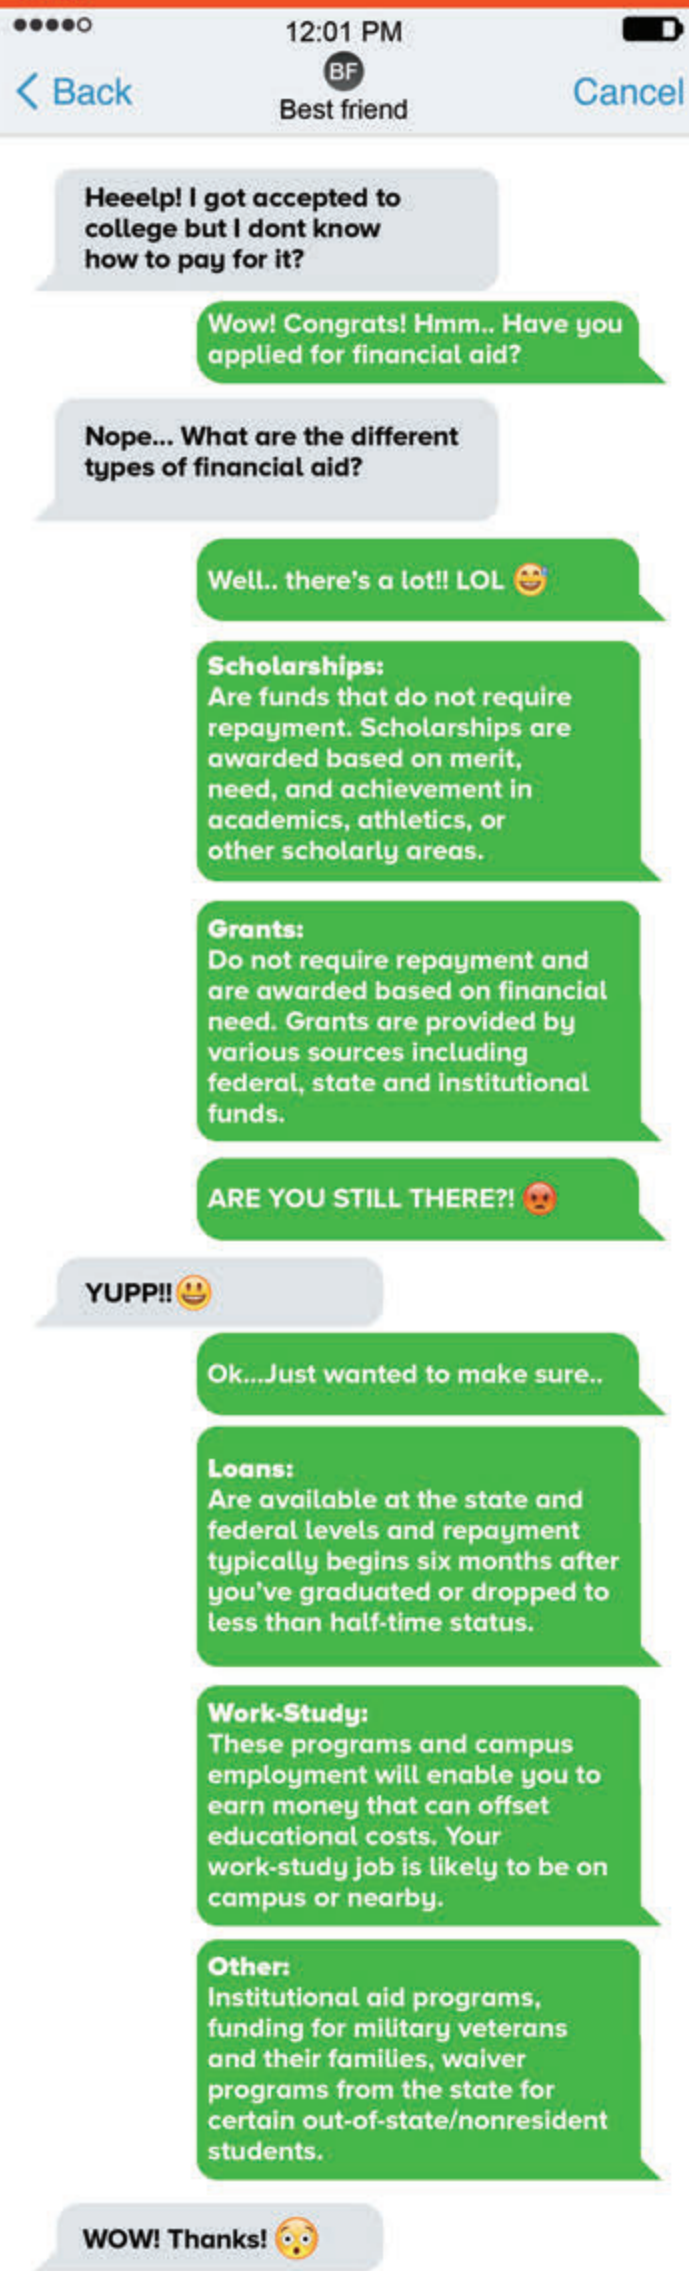 12:01 PM
BF
Back
Best friend
Cancel
Heeelp! I got accepted to
college but I dont know
how to pay for it?
Wow! Congrats! Hmm.. Have you
applied for financial aid?
Nope... What are the different
types of financial aid?
Well.. there's a lot!! LOL 😅
Scholarships:
Are funds that do not require
repayment. Scholarships are
awarded based on merit,
need, and achievement in
academics, athletics, or
other scholarly areas.
Grants:
Do not require repayment and
are awarded based on financial
need. Grants are provided by
various sources including
federal, state and institutional
funds.
ARE YOU STILL THERE?! 😡
YUPP!!😃
Ok...Just wanted to make sure..
Loans:
Are available at the state and
federal levels and repayment
typically begins six months after
you've graduated or dropped to
less than half-time status.
Work-Study:
These programs and campus
employment will enable you to
earn money that can offset
educational costs. Your
work-study job is likely to be on
campus or nearby.
Other:
Institutional aid programs,
funding for military veterans
and their families, waiver
programs from the state for
certain out-of-state/nonresident
students.
WOW! Thanks! 😳